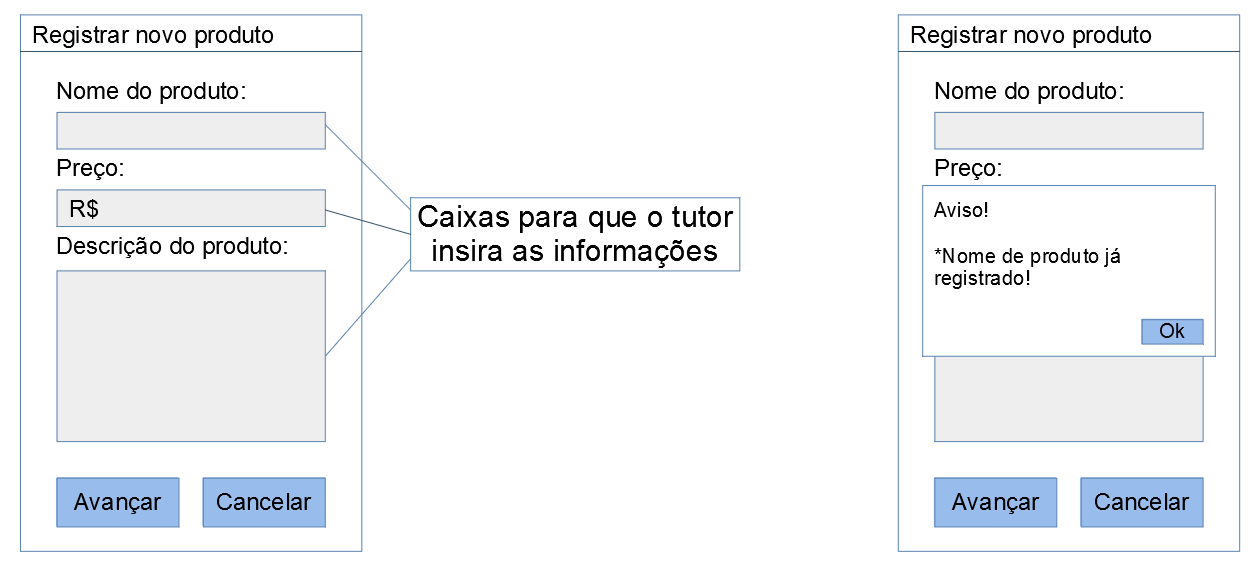 Registrar novo produto
Nome do produto:
Preço:
R$
Descrição do produto:
Avançar
Cancelar
Caixas para que o tutor
insira as informações
Registrar novo produto
Nome do produto:
Preço:
Aviso!
*Nome de produto já
registrado!
Ok
Avançar
Cancelar